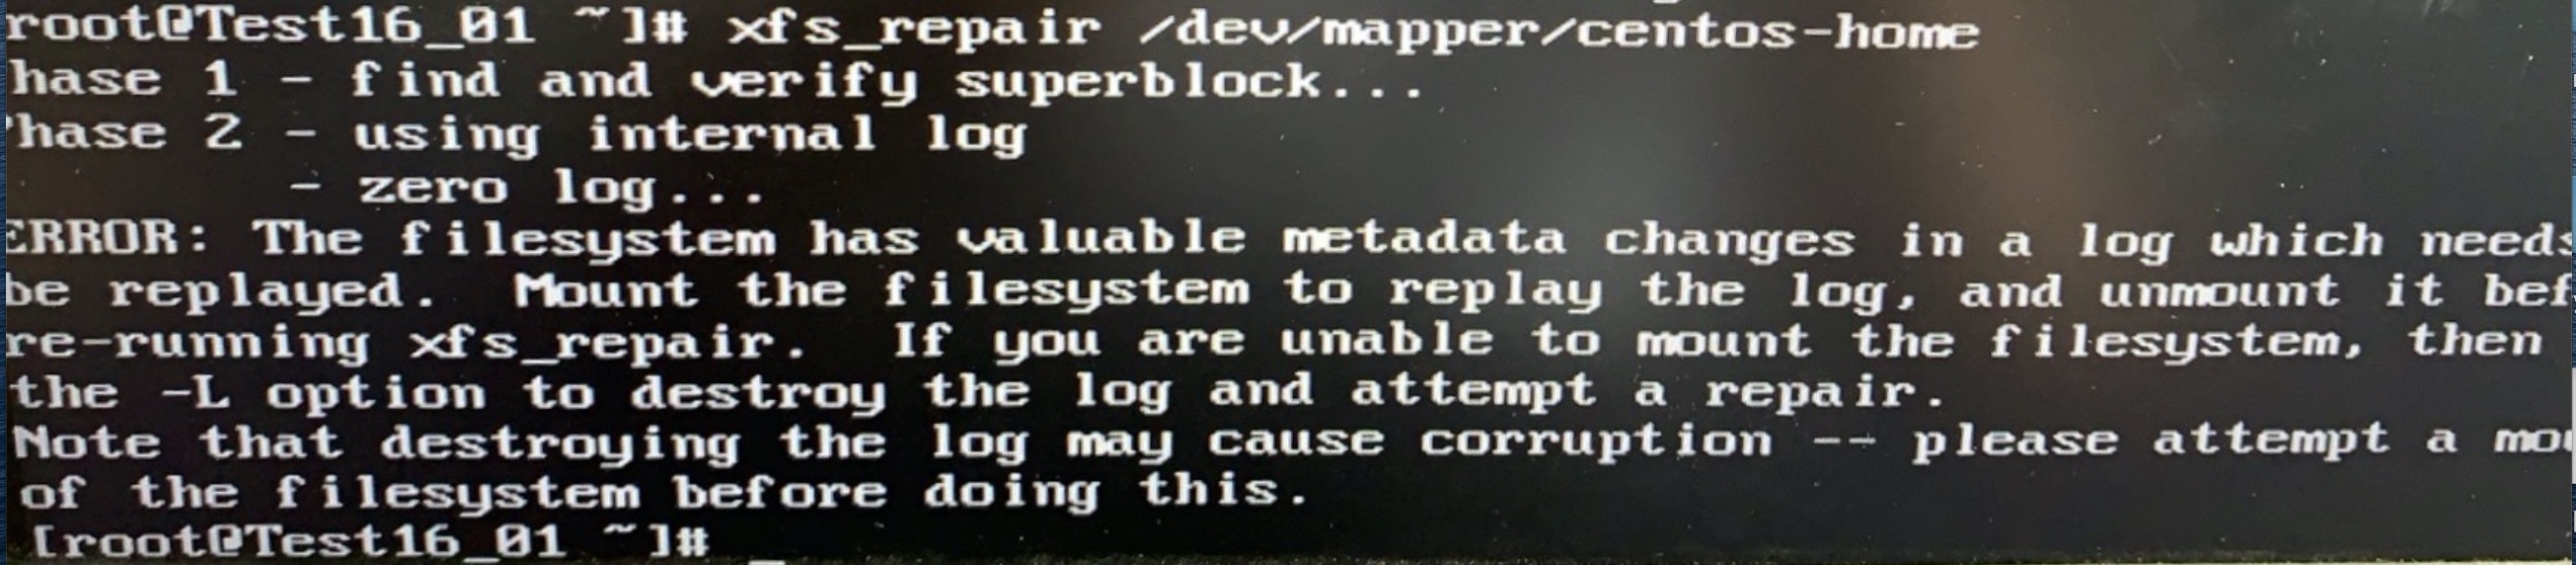 root@Test16_01 ~]# xfs_repair /dev/mapper/centos-home
hase 1 - find and verify superblock...
hase 2 - using internal log
- zero log...
ERROR: The filesystem has valuable metadata changes in a log which needs
be replayed. Mount the filesystem to replay the log, and unmount it bef
re-running xfs_repair. If you are unable to mount the filesystem, then
the -L option to destroy the log and attempt a repair.
Note that destroying the log may cause corruption -- please attempt a mou
of the filesystem before doing this.
[root@Test16_01 ~]# _